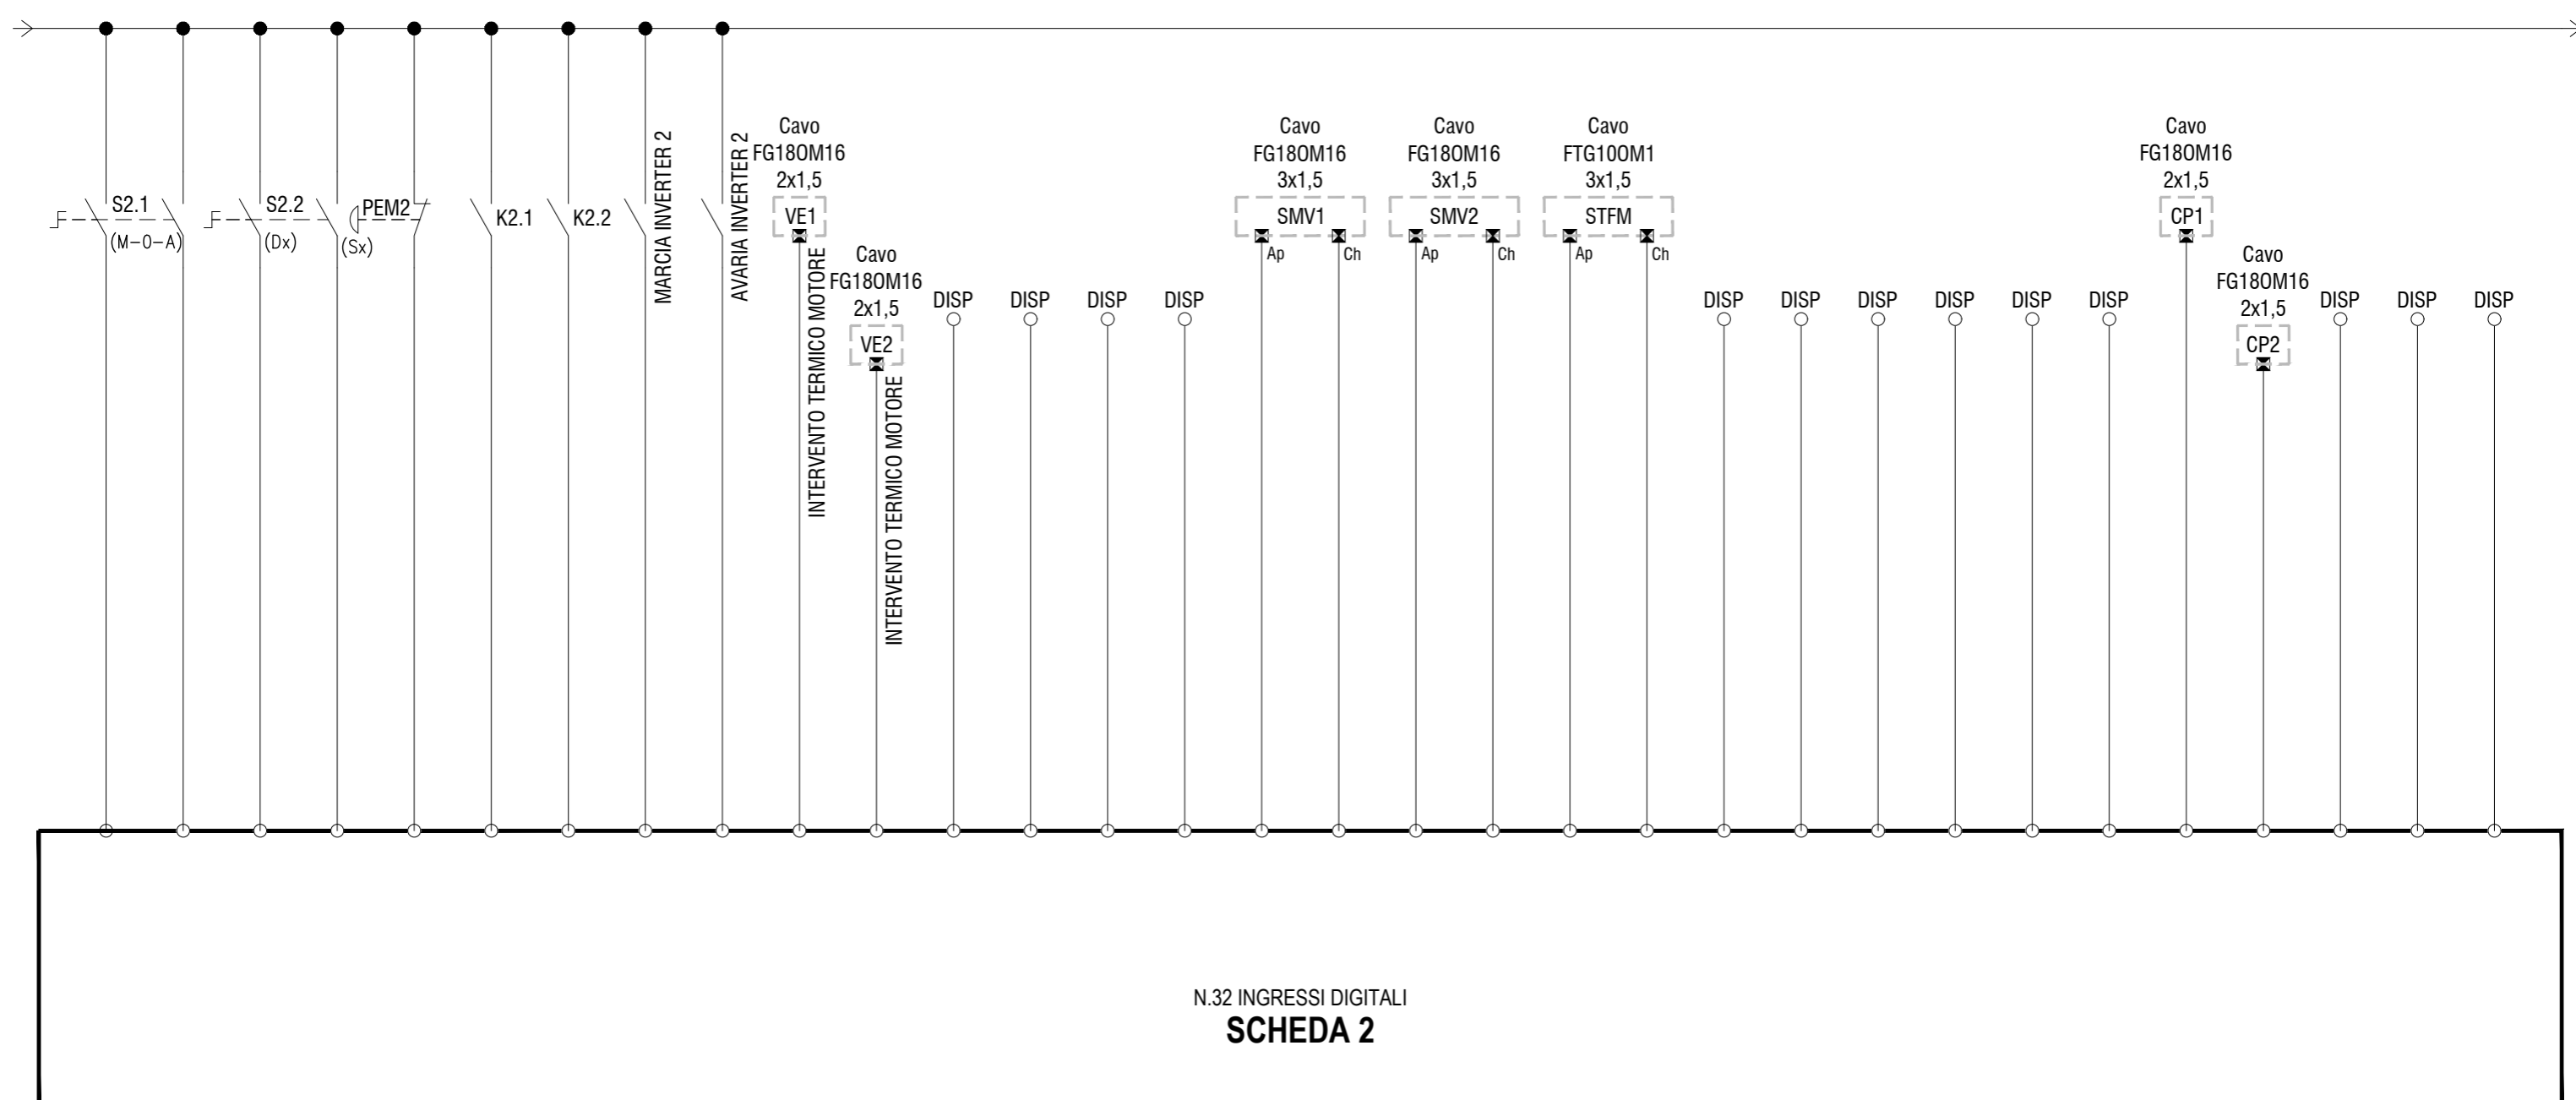 S2.1
(M-0-A)
S2.2
(Dx)
(Sx)
PEM2
K2.1
K2.2
MARCIA INVERTER 2
AVARIA INVERTER 2
Cavo
FG18OM16
2x1,5
VE1
INTERVENTO TERMICO MOTORE
Cavo
FG18OM16
2x1,5
VE2
INTERVENTO TERMICO MOTORE
DISP
DISP
DISP
DISP
Cavo
FG18OM16
3x1,5
SMV1
Ap
Ch
Cavo
FG18OM16
3x1,5
SMV2
Ap
Ch
Cavo
FTG10OM1
3x1,5
STFM
Ap
Ch
DISP
DISP
DISP
DISP
DISP
DISP
Cavo
FG18OM16
2x1,5
CP1
Cavo
FG18OM16
2x1,5
CP2
DISP
DISP
DISP
N.32 INGRESSI DIGITALI
SCHEDA 2